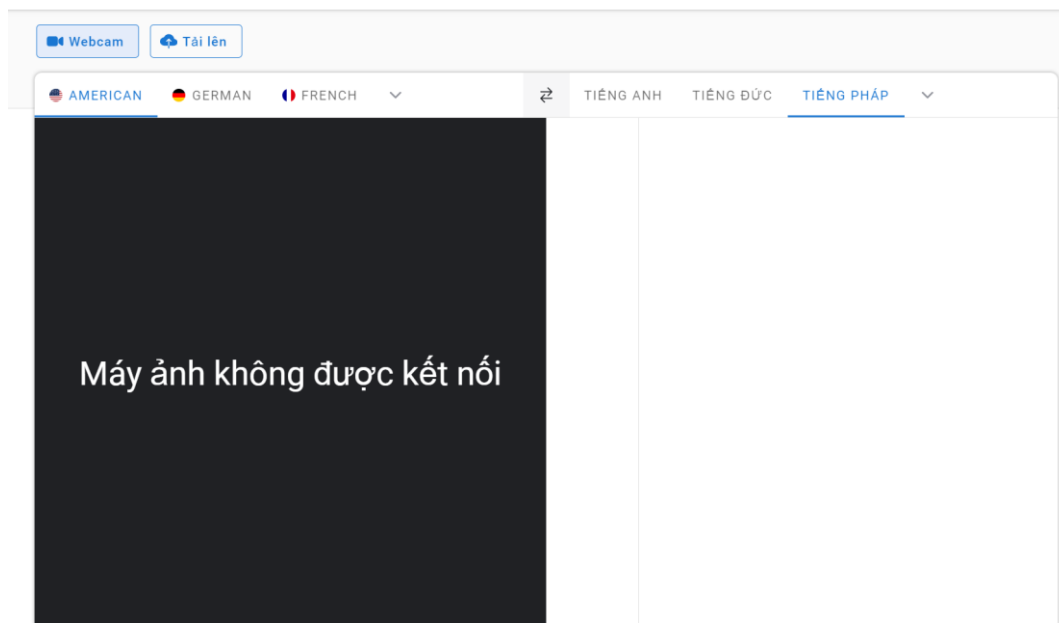 Webcam Tải lên
AMERICAN GERMAN FRENCH TIẾNG ANH TIẾNG ĐỨC TIẾNG PHÁP
Máy ảnh không được kết nối